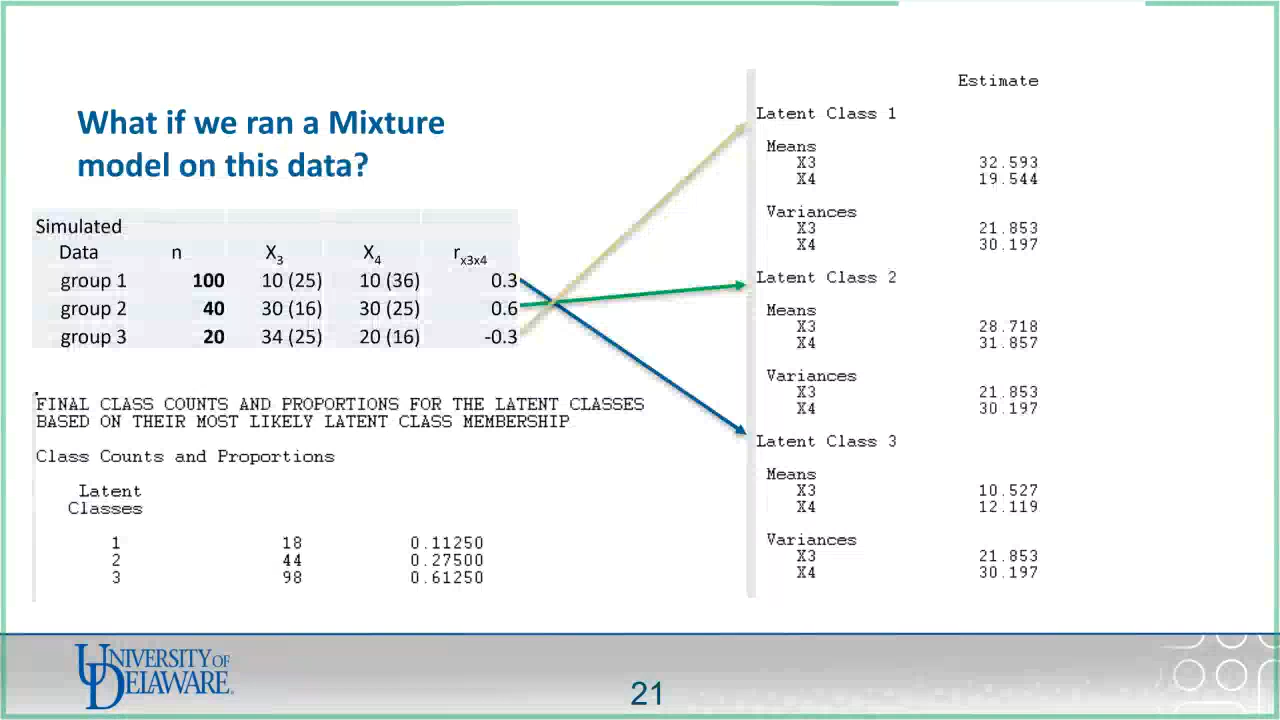 What if we ran a Mixture
model on this data?
Simulated
Data n X3 X4 rx3x4
group 1 100 10 (25) 10 (36) 0.3
group 2 40 30 (16) 30 (25) 0.6
group 3 20 34 (25) 20 (16) -0.3
FINAL CLASS COUNTS AND PROPORTIONS FOR THE LATENT CLASSES
BASED ON THEIR MOST LIKELY LATENT CLASS MEMBERSHIP
Class Counts and Proportions
Latent
Classes
1 18 0.11250
2 44 0.27500
3 98 0.61250
Estimate
Latent Class 1
Means
X3 32.593
X4 19.544
Variances
X3 21.853
X4 30.197
Latent Class 2
Means
X3 28.718
X4 31.857
Variances
X3 21.853
X4 30.197
Latent Class 3
Means
X3 10.527
X4 12.119
Variances
X3 21.853
X4 30.197
UNIVERSITY OF
DELAWARE
21